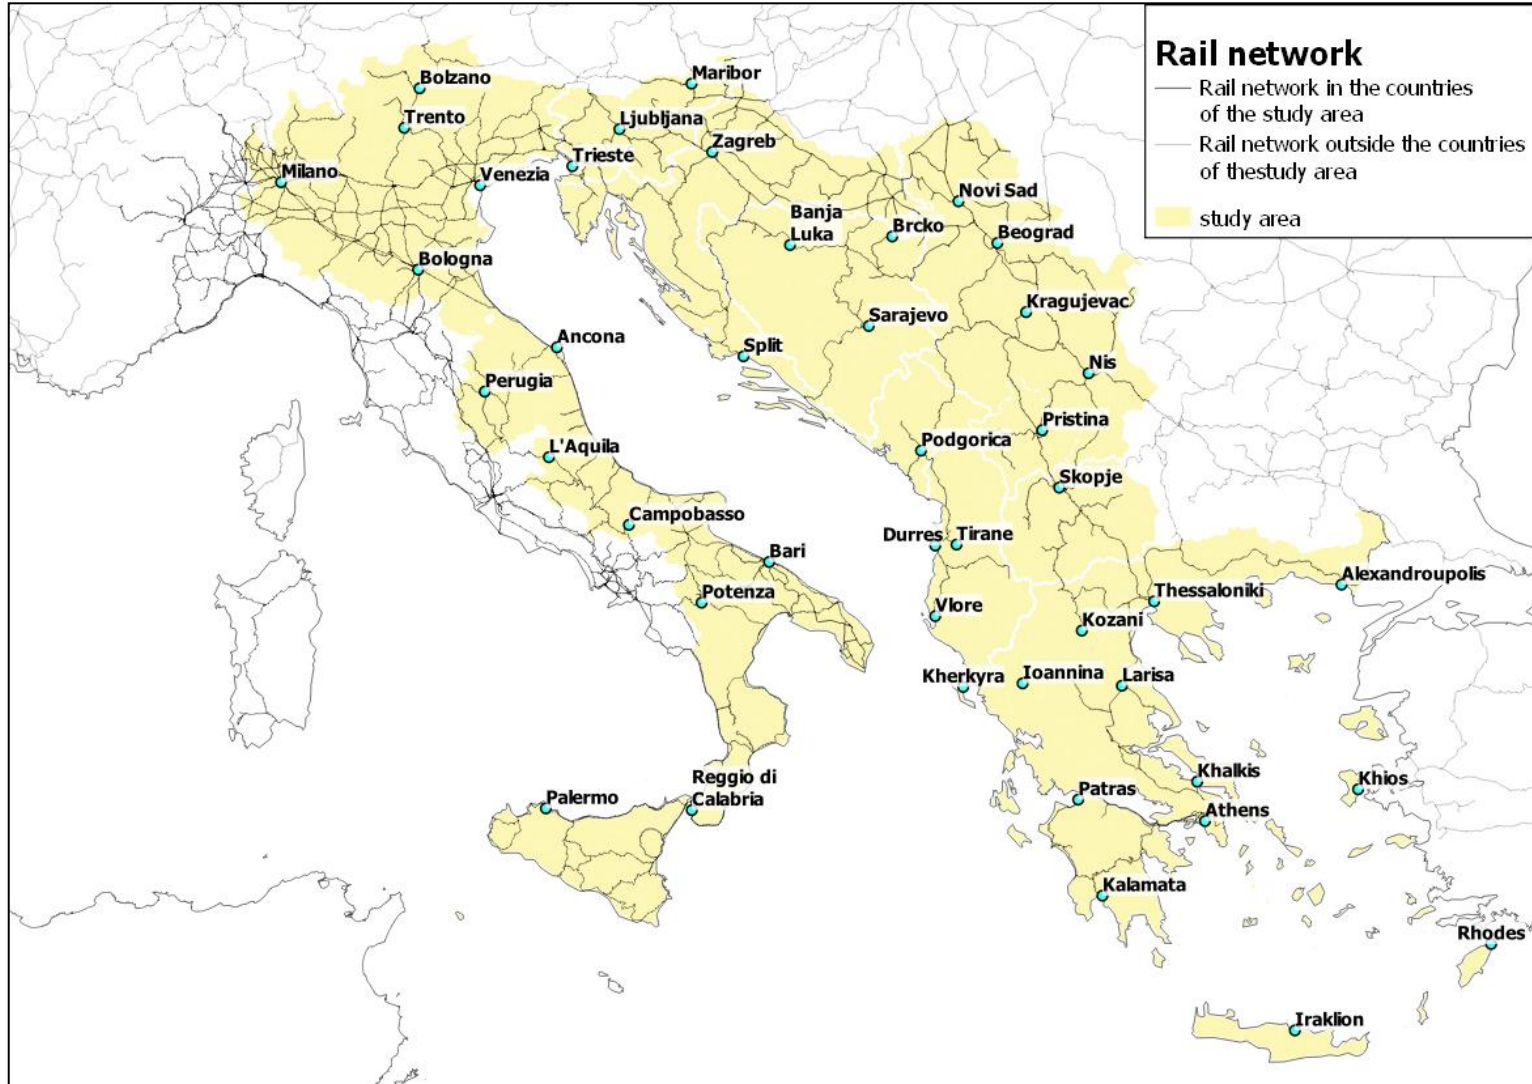 Rail network
Rail network in the countries
of the study area
Rail network outside the countries
of thestudy area
study area
Bolzano
Maribor
Trento
Ljubljana
Zagreb
Trieste
Milano
Venezia
Novi Sad
Banja
Luka
Brcko
Beograd
Bologna
Kragujevac
Sarajevo
Ancona
Split
Nis
Perugia
Pristina
Podgorica
L'Aquila
Skopje
Campobasso
Durres
Tirane
Bari
Alexandroupolis
Thessaloniki
Potenza
Vlore
Kozani
Kherkyra
Ioannina
Larisa
Reggio di
Calabria
Khalkis
Khios
Palermo
Patras
Athens
Kalamata
Rhodes
Iraklion